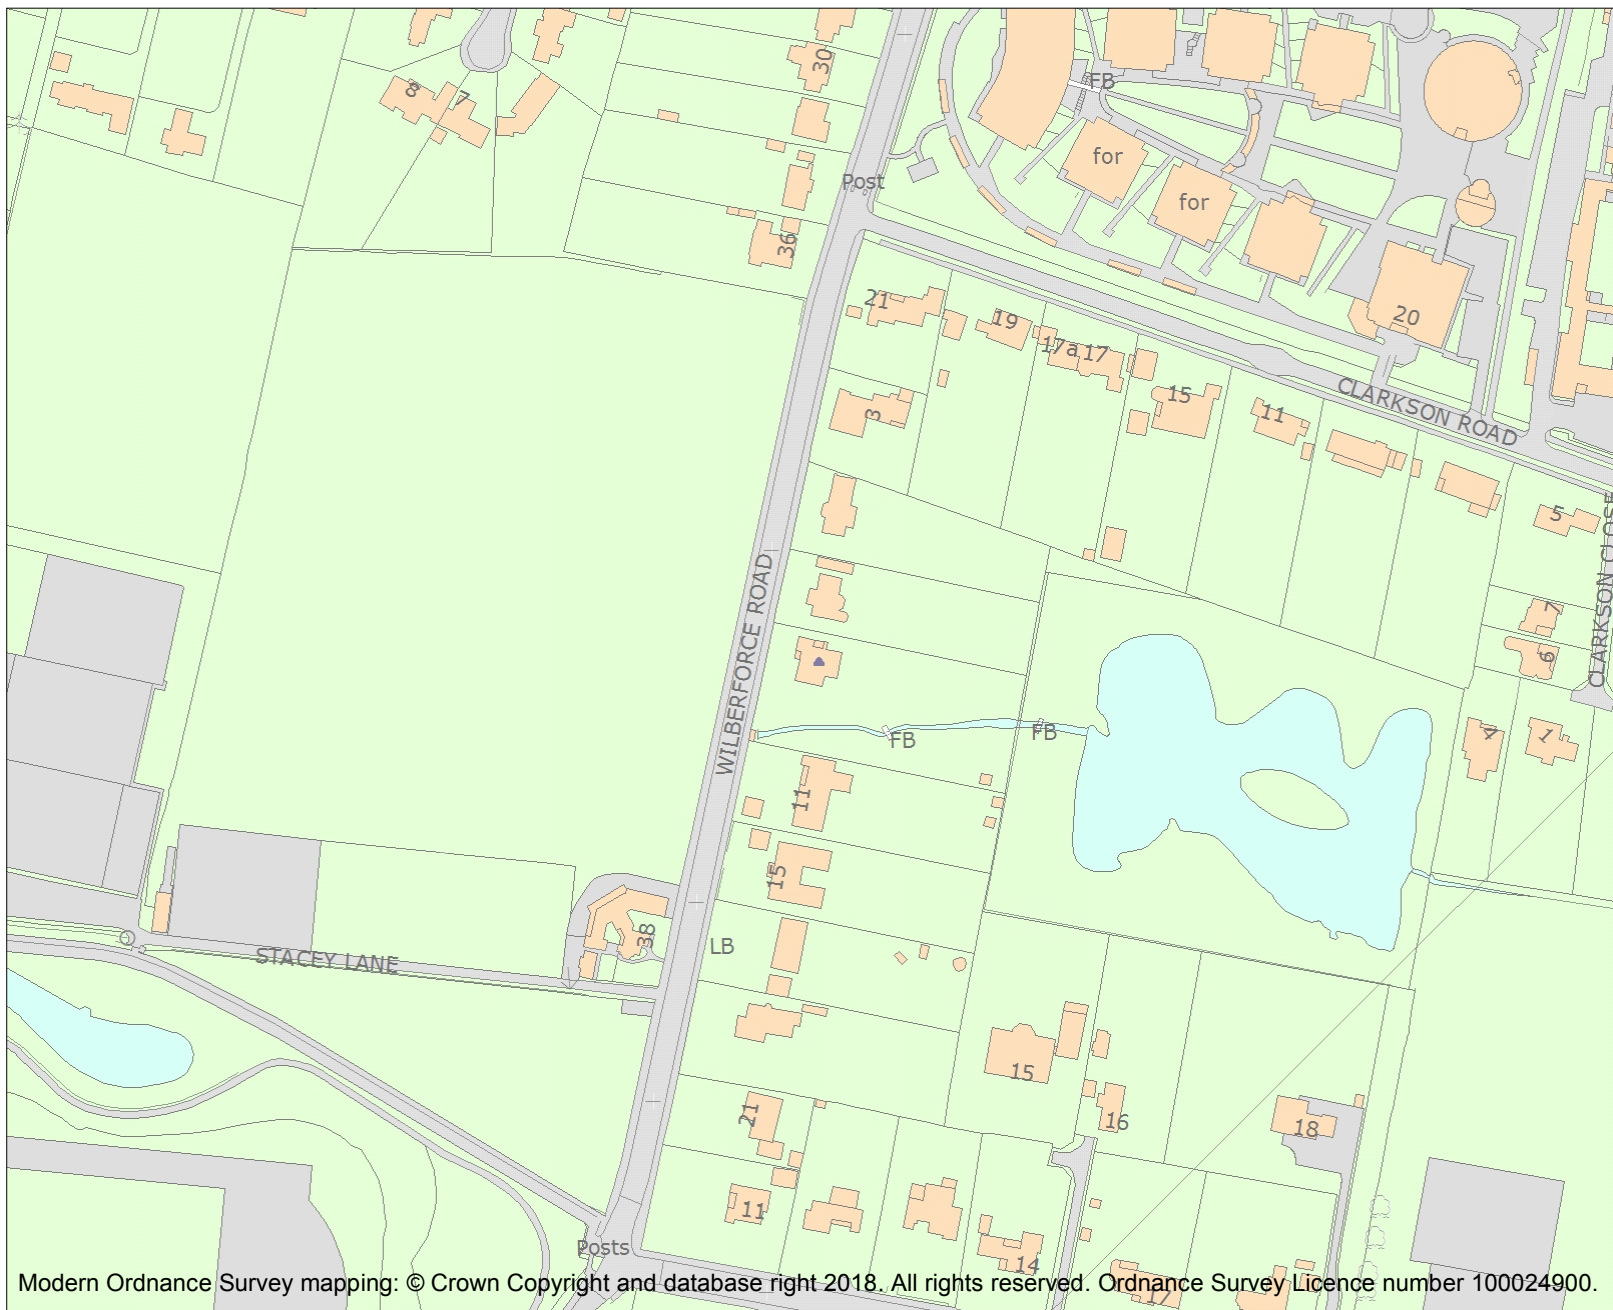 30
8
7
FB
for
Post
for
36
21
19
20
17a
17
15
CLARKSON ROAD
3
11
5
CLARKSON CLOSE
WILBERFORCE ROAD
7
6
FB
FB
4
1
11
15
38
LB
STACEY LANE
15
16
21
18
11
Posts
14
17
Modern Ordnance Survey mapping: © Crown Copyright and database right 2018. All rights reserved. Ordnance Survey Licence number 100024900.